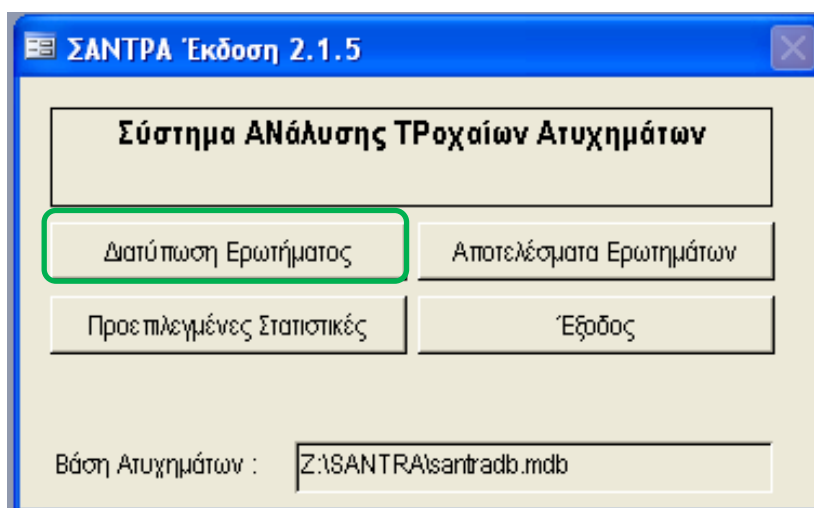 ΣΑΝΤΡΑ Έκδοση 2.1.5
Σύστημα ΑΝάλυσης ΤΡοχαίων Ατυχημάτων
Διατύπωση Ερωτήματος
Αποτελέσματα Ερωτημάτων
Προεπιλεγμένες Στατιστικές
Έξοδος
Βάση Ατυχημάτων : Z:\SANTRA\santradb.mdb